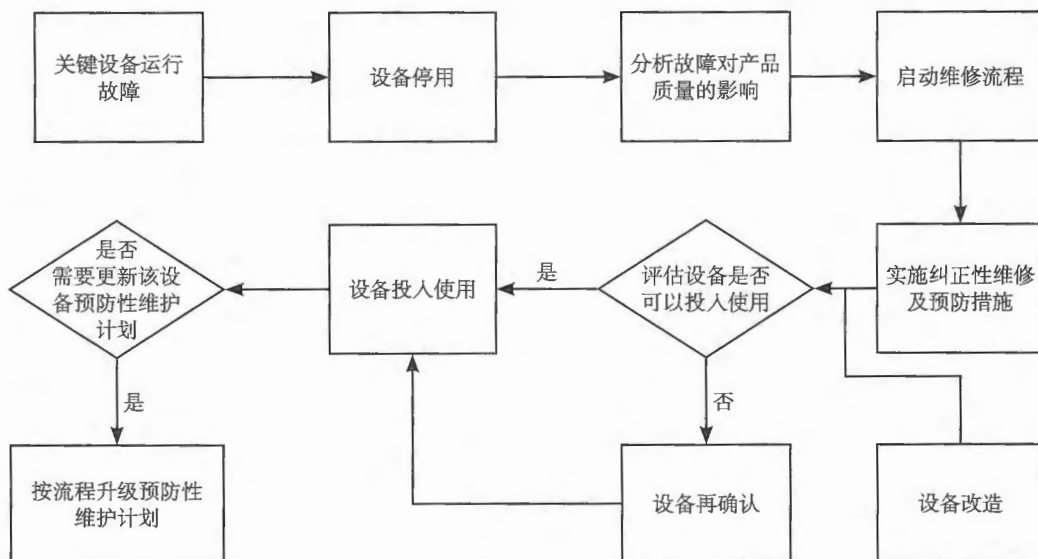 关键设备运行
故障
设备停用
分析故障对产品
质量的影响
启动维修流程
实施纠正性维修
及预防措施
评估设备是否
可以投入使用
是
设备投入使用
是否
需要更新该设
备预防性维护
计划
是
否
按流程升级预防性
维护计划
设备再确认
设备改造